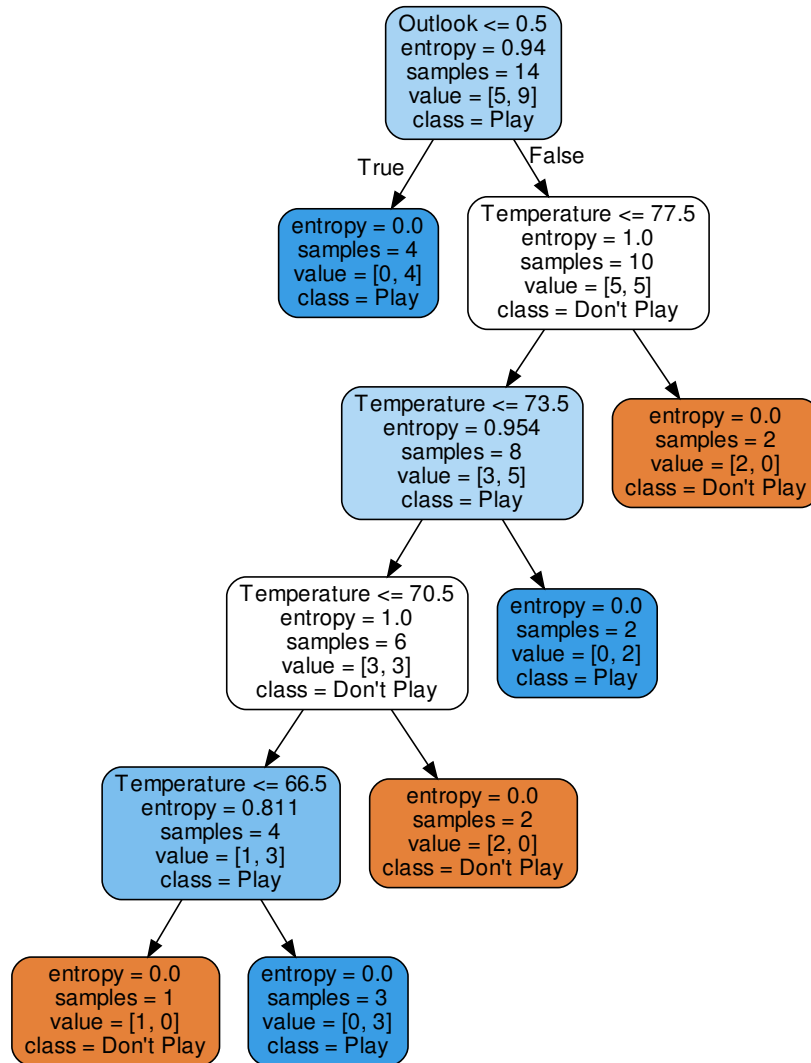 Outlook <= 0.5
entropy = 0.94
samples = 14
value = [5, 9]
class = Play
True
False
entropy = 0.0
samples = 4
value = [0, 4]
class = Play
Temperature <= 77.5
entropy = 1.0
samples = 10
value = [5, 5]
class = Don't Play
Temperature <= 73.5
entropy = 0.954
samples = 8
value = [3, 5]
class = Play
entropy = 0.0
samples = 2
value = [2, 0]
class = Don't Play
Temperature <= 70.5
entropy = 1.0
samples = 6
value = [3, 3]
class = Don't Play
entropy = 0.0
samples = 2
value = [0, 2]
class = Play
Temperature <= 66.5
entropy = 0.811
samples = 4
value = [1, 3]
class = Play
entropy = 0.0
samples = 2
value = [2, 0]
class = Don't Play
entropy = 0.0
samples = 1
value = [1, 0]
class = Don't Play
entropy = 0.0
samples = 3
value = [0, 3]
class = Play